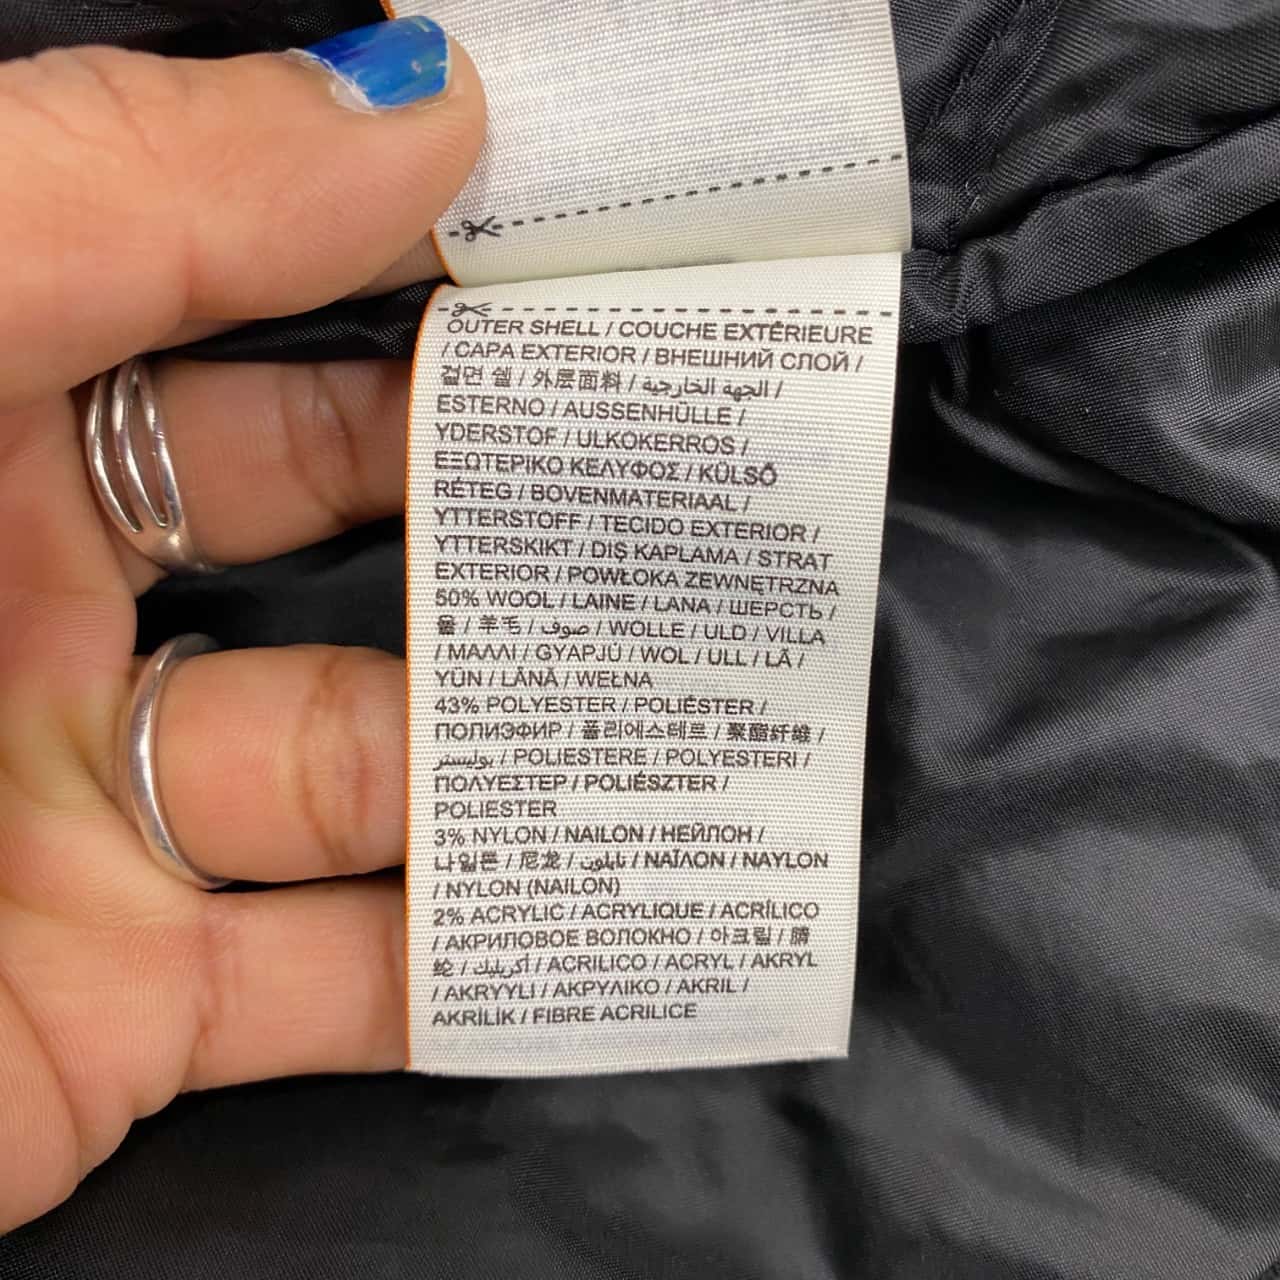 OUTER SHELL / COUCHE EXTÉRIEURE
/ CAPA EXTERIOR / ВНЕШНИЙ СЛОЙ /
겉면 쉘 / 外层面料 / الجهة الخارجية /
ESTERNO / AUSSENHÜLLE /
YDERSTOF / ULKOKERROS /
ΕΞΩΤΕΡΙΚΟ ΚΕΛΥΦΟΣ / KÜLSŐ
RÉTEG / BOVENMATERIAAL /
YTTERSTOFF / TECIDO EXTERIOR /
YTTERSKIKT / DIŞ KAPLAMA / STRAT
EXTERIOR / POWŁOKA ZEWNĘTRZNA
50% WOOL / LAINE / LANA / ШЕРСТЬ /
울 / 羊毛 / صوف / WOLLE / ULD / VILLA
/ ΜΑΛΛΙ / GYAPJÚ / WOL / ULL / LÃ /
YÜN / LÂNĂ / WEŁNA
43% POLYESTER / POLIÉSTER /
ПОЛИЭФИР / 폴리에스테르 / 聚酯纤维 /
بوليستر / POLIESTERE / POLYESTERI /
ΠΟΛΥΕΣΤΕΡ / POLIÉSZTER /
POLIESTER
3% NYLON / NAILON / НЕЙЛОН /
나일론 / 尼龙 / نايلون / ΝΑΪΛΟΝ / NAYLON
/ NYLON (NAILON)
2% ACRYLIC / ACRYLIQUE / ACRÍLICO
/ АКРИЛОВОЕ ВОЛОКНО / 아크릴 / 腈
纶 / أكريليك / ACRILICO / ACRYL / AKRYL
/ AKRYYLI / ΑΚΡΥΛΙΚΟ / AKRIL /
AKRİLİK / FIBRE ACRILICE